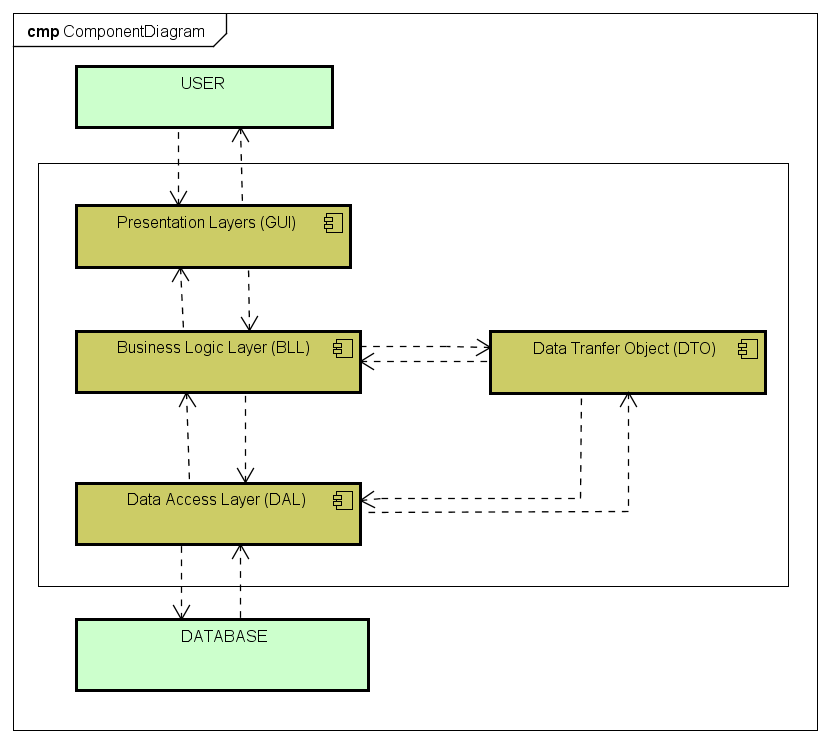 cmp ComponentDiagram
USER
Presentation Layers (GUI)
Business Logic Layer (BLL)
Data Tranfer Object (DTO)
Data Access Layer (DAL)
DATABASE